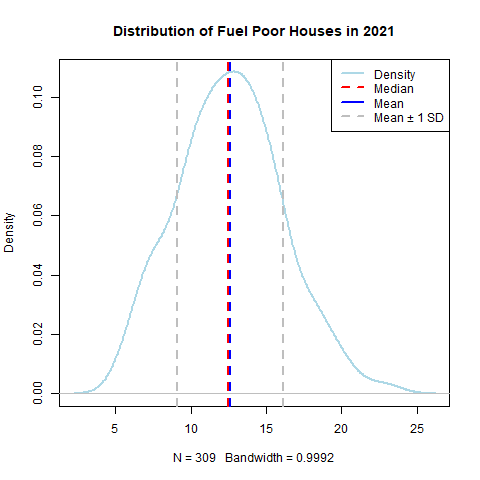 Distribution of Fuel Poor Houses in 2021
Density
Median
Mean
Mean ± 1 SD
Density
0.00
0.02
0.04
0.06
0.08
0.10
5
10
15
20
25
N = 309 Bandwidth = 0.9992